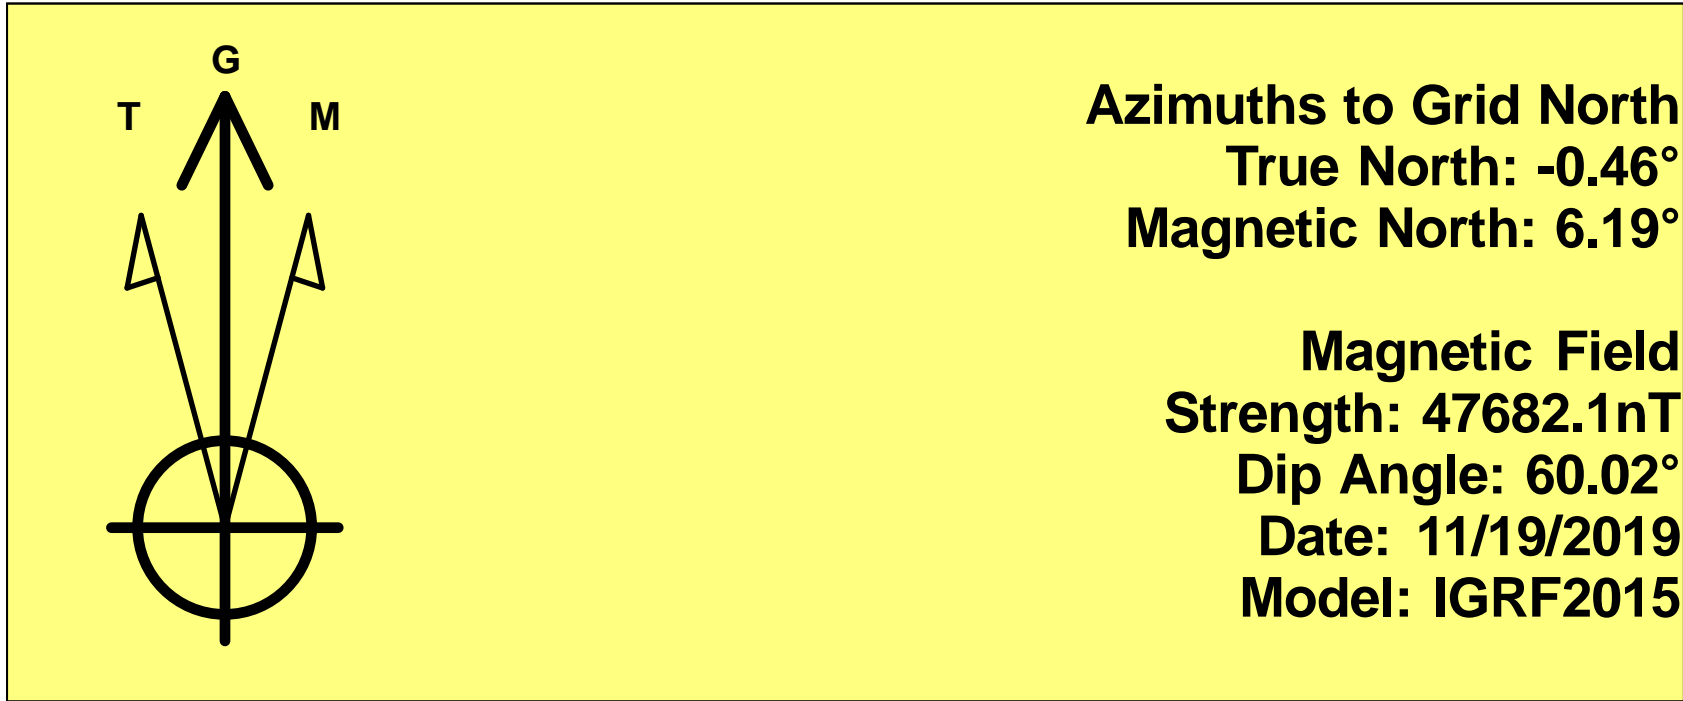 G
T M
Azimuths to Grid North
True North: -0.46°
Magnetic North: 6.19°
Magnetic Field
Strength: 47682.1nT
Dip Angle: 60.02°
Date: 11/19/2019
Model: IGRF2015